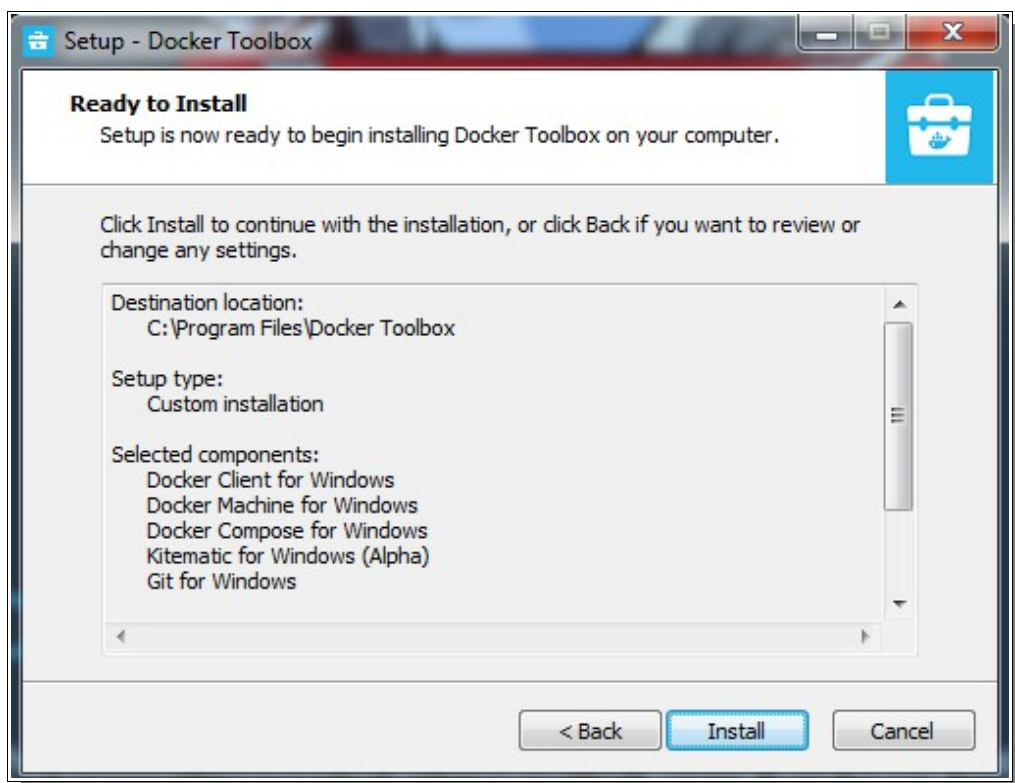 Setup - Docker Toolbox
Ready to Install
Setup is now ready to begin installing Docker Toolbox on your computer.
Click Install to continue with the installation, or click Back if you want to review or
change any settings.
Destination location:
C:\Program Files\Docker Toolbox
Setup type:
Custom installation
Selected components:
Docker Client for Windows
Docker Machine for Windows
Docker Compose for Windows
Kitematic for Windows (Alpha)
Git for Windows
< Back
Install
Cancel